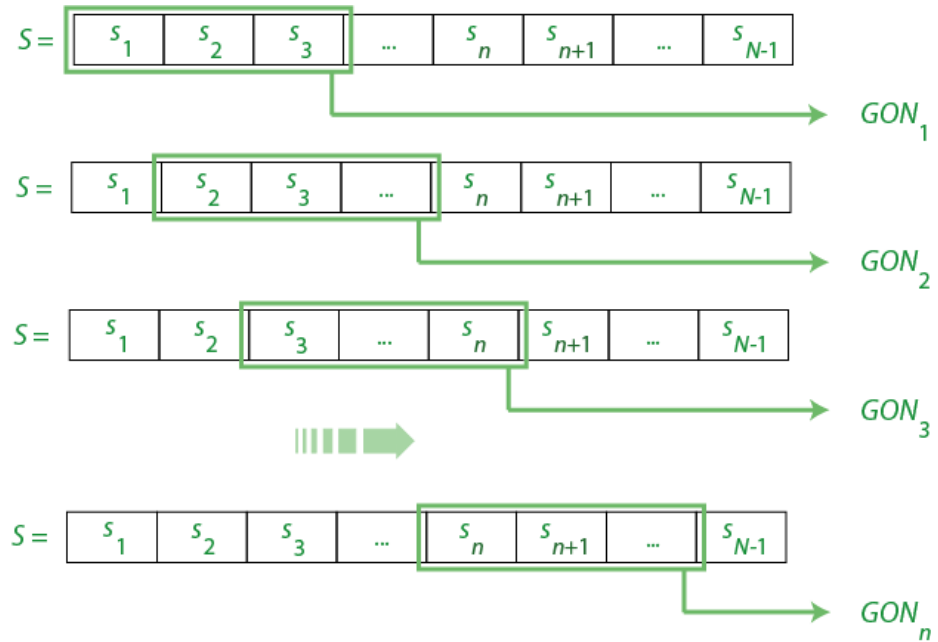 S = s1 s2 s3 ... sn sn+1 ... sN-1
GON1
S = s1 s2 s3 ... sn sn+1 ... sN-1
GON2
S = s1 s2 s3 ... sn sn+1 ... sN-1
GON3
S = s1 s2 s3 ... sn sn+1 ... sN-1
GONn